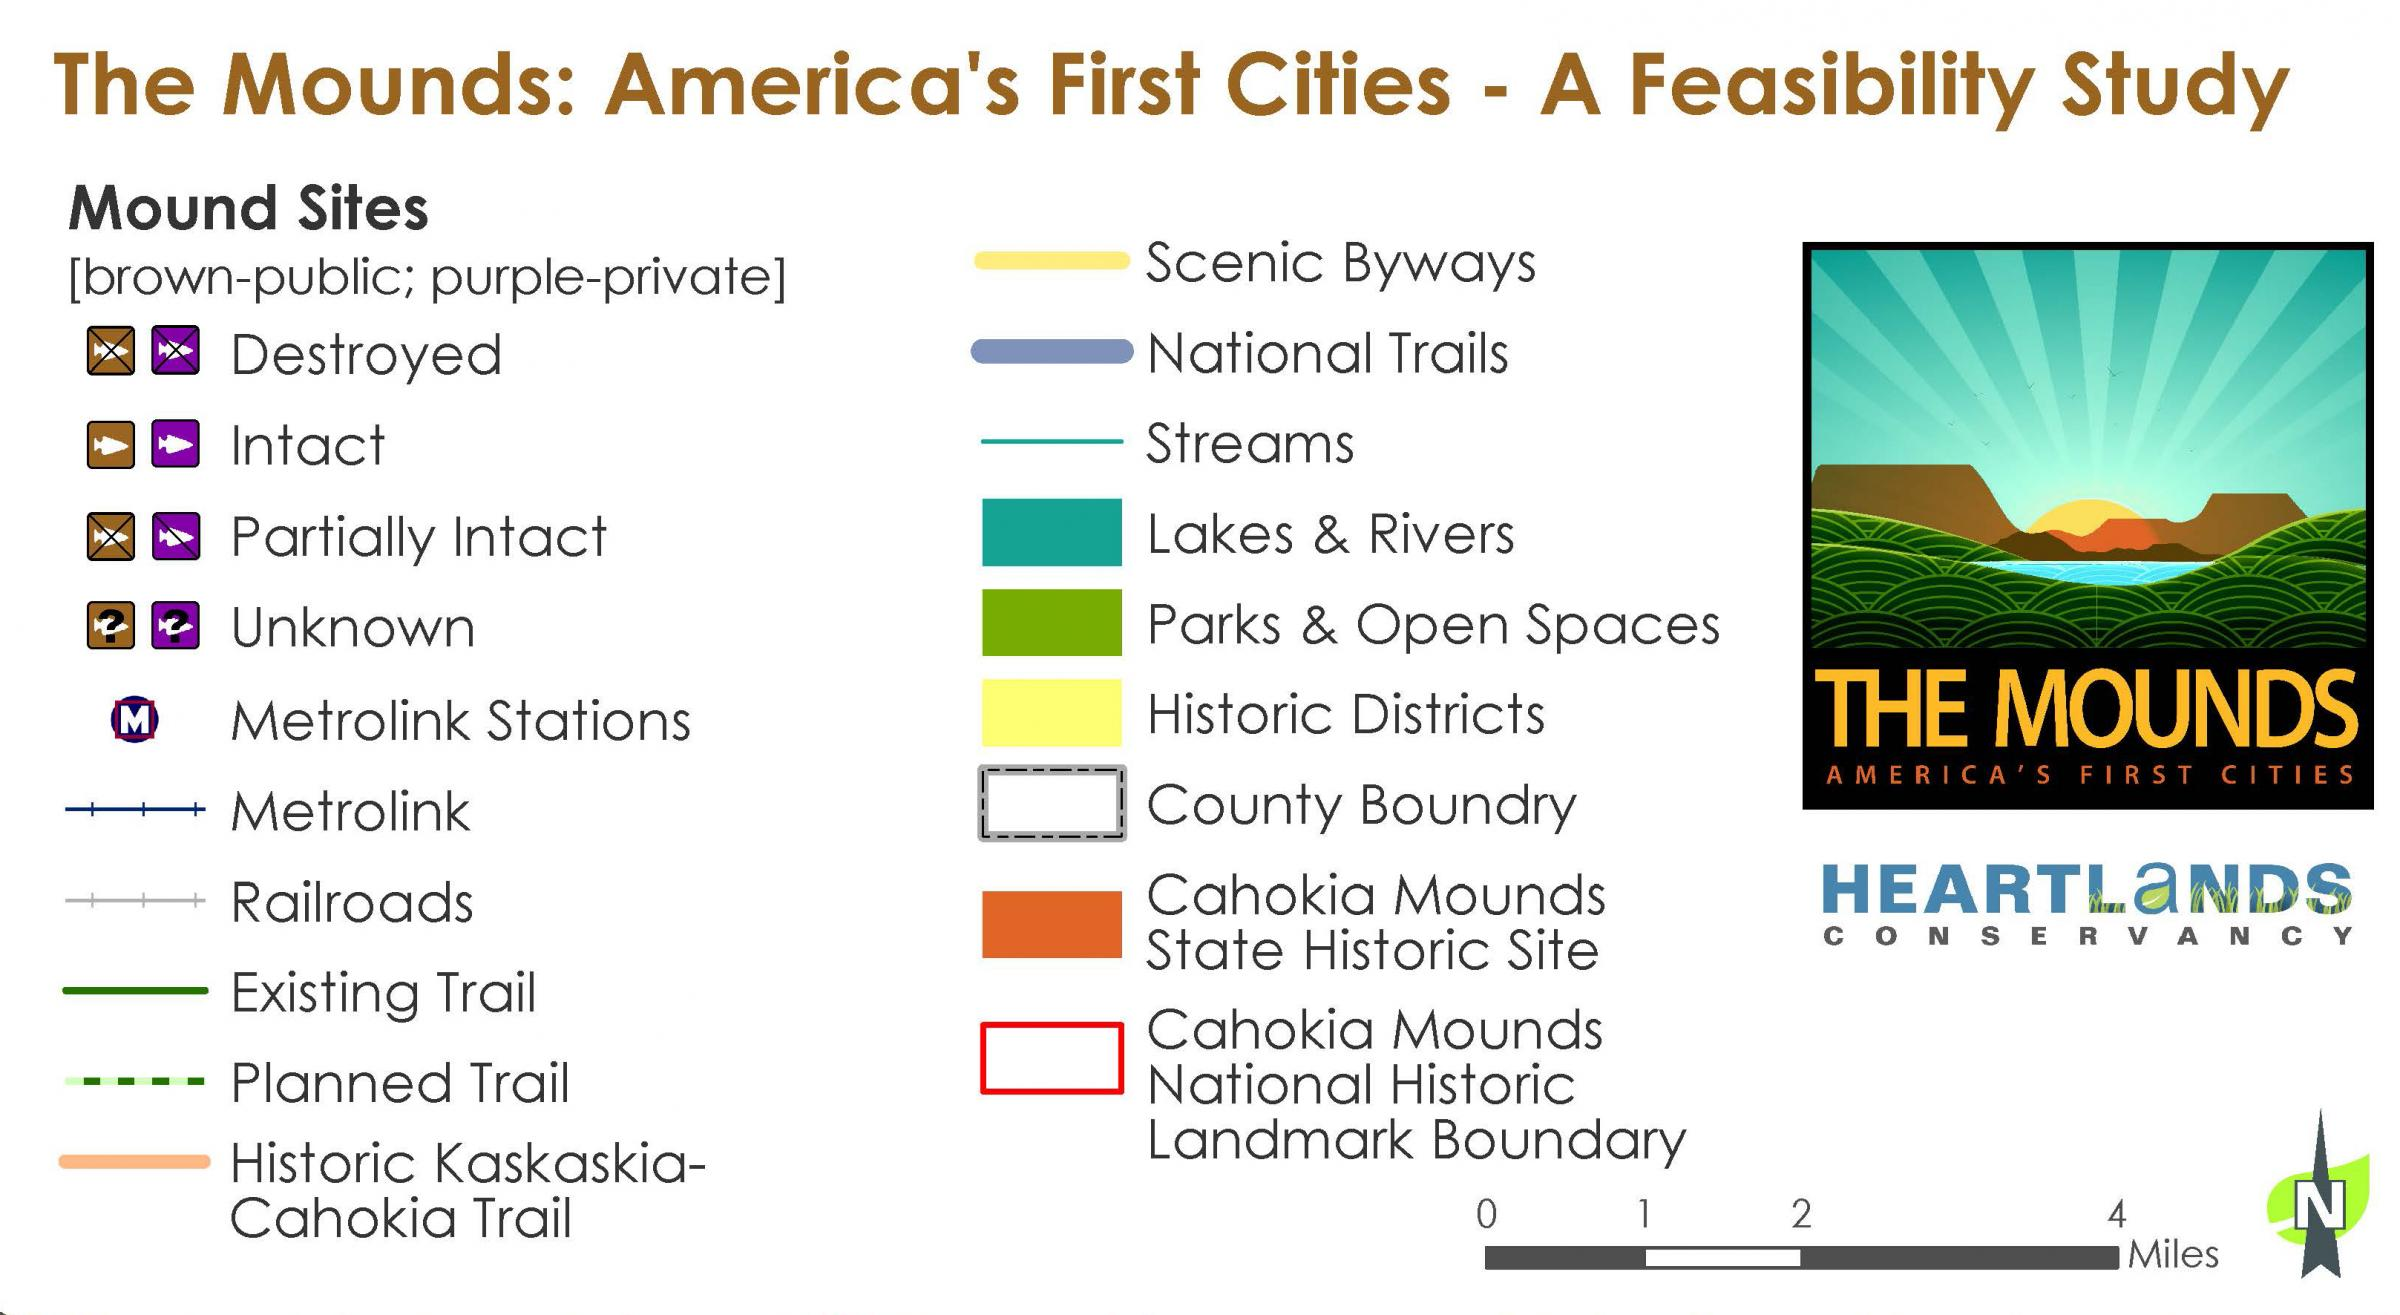 The Mounds: America's First Cities - A Feasibility Study
Mound Sites
[brown-public; purple-private]
Destroyed
Intact
Partially Intact
? ? Unknown
M Metrolink Stations
Metrolink
Railroads
Existing Trail
Planned Trail
Historic Kaskaskia-
Cahokia Trail
Scenic Byways
National Trails
Streams
Lakes & Rivers
Parks & Open Spaces
Historic Districts
County Boundry
Cahokia Mounds
State Historic Site
Cahokia Mounds
National Historic
Landmark Boundary
THE MOUNDS
AMERICA'S FIRST CITIES
HEARTLaNDS
CONSERVANCY
0 1 2 4
Miles
N